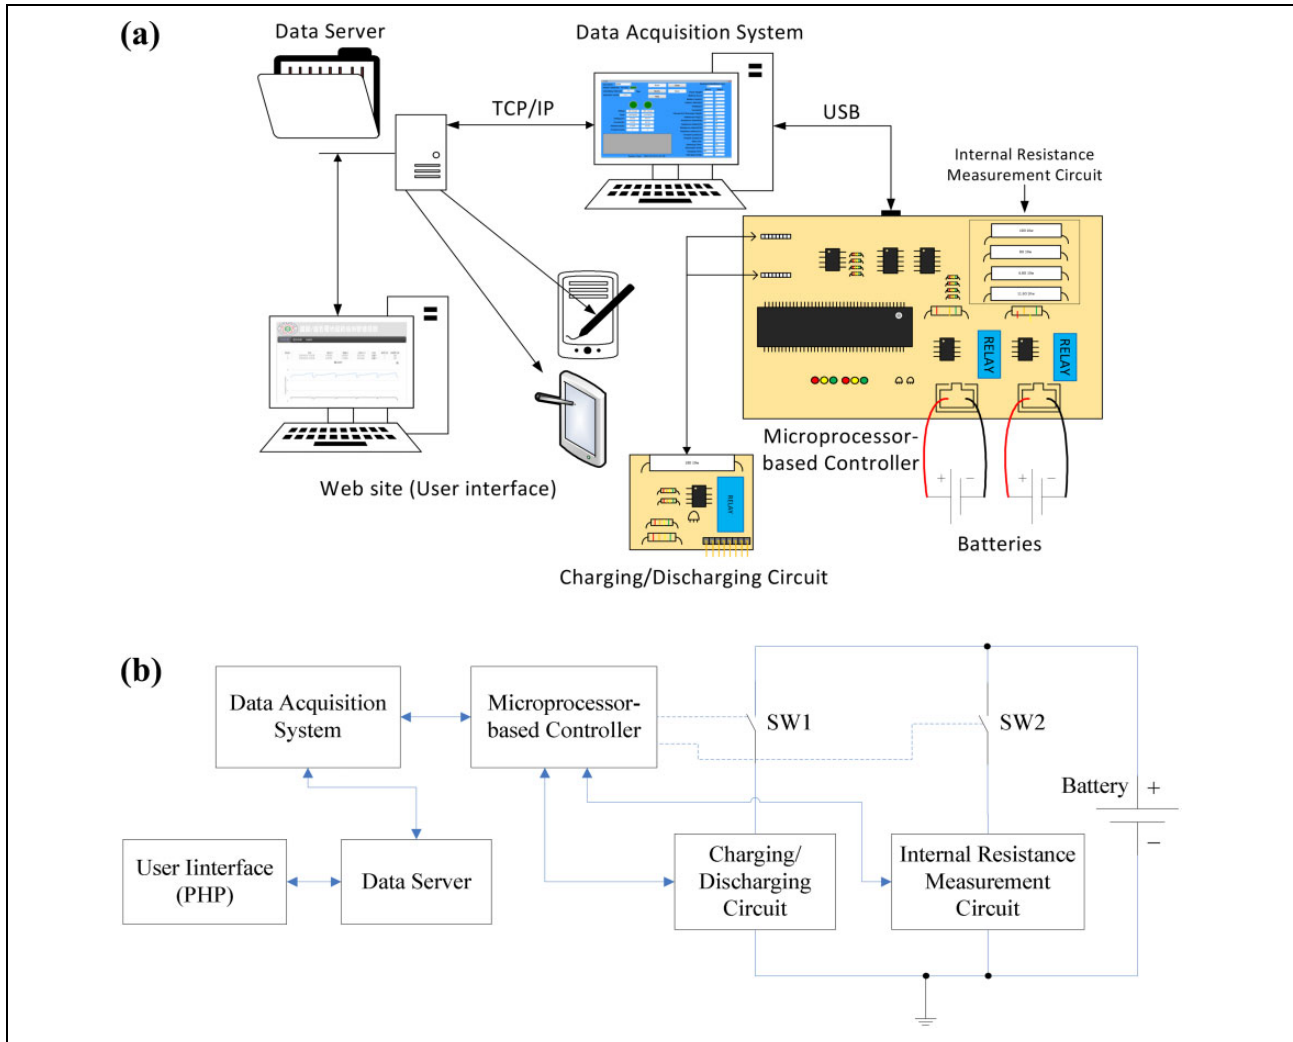 (a)
Data Server
Data Acquisition System
TCP/IP
USB
Internal Resistance
Measurement Circuit
RELAY
RELAY
Microprocessor-
based Controller
+ −
+ −
Batteries
Web site (User interface)
RELAY
Charging/Discharging Circuit
(b)
Data Acquisition
System
Microprocessor-
based Controller
SW1
SW2
Battery
+
−
User Iinterface
(PHP)
Data Server
Charging/
Discharging
Circuit
Internal Resistance
Measurement
Circuit